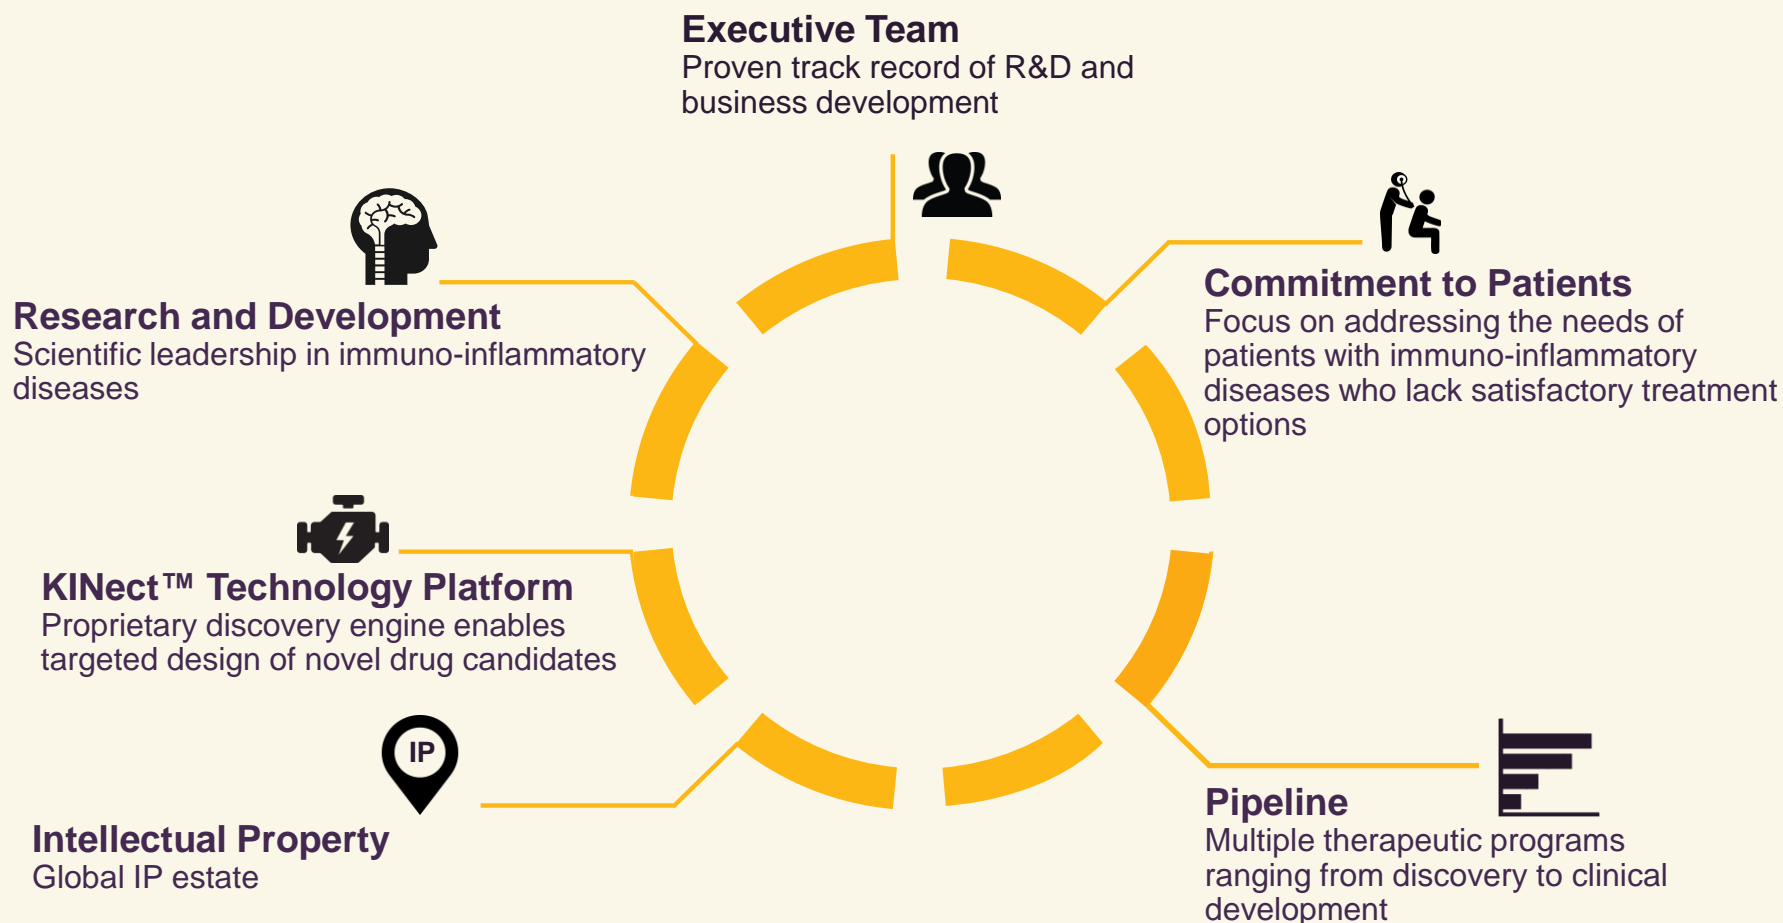 Executive Team
Proven track record of R&D and
business development
Research and Development
Scientific leadership in immuno-inflammatory
diseases
Commitment to Patients
Focus on addressing the needs of
patients with immuno-inflammatory
diseases who lack satisfactory treatment
options
KINect™ Technology Platform
Proprietary discovery engine enables
targeted design of novel drug candidates
IP
Intellectual Property
Global IP estate
Pipeline
Multiple therapeutic programs
ranging from discovery to clinical
development